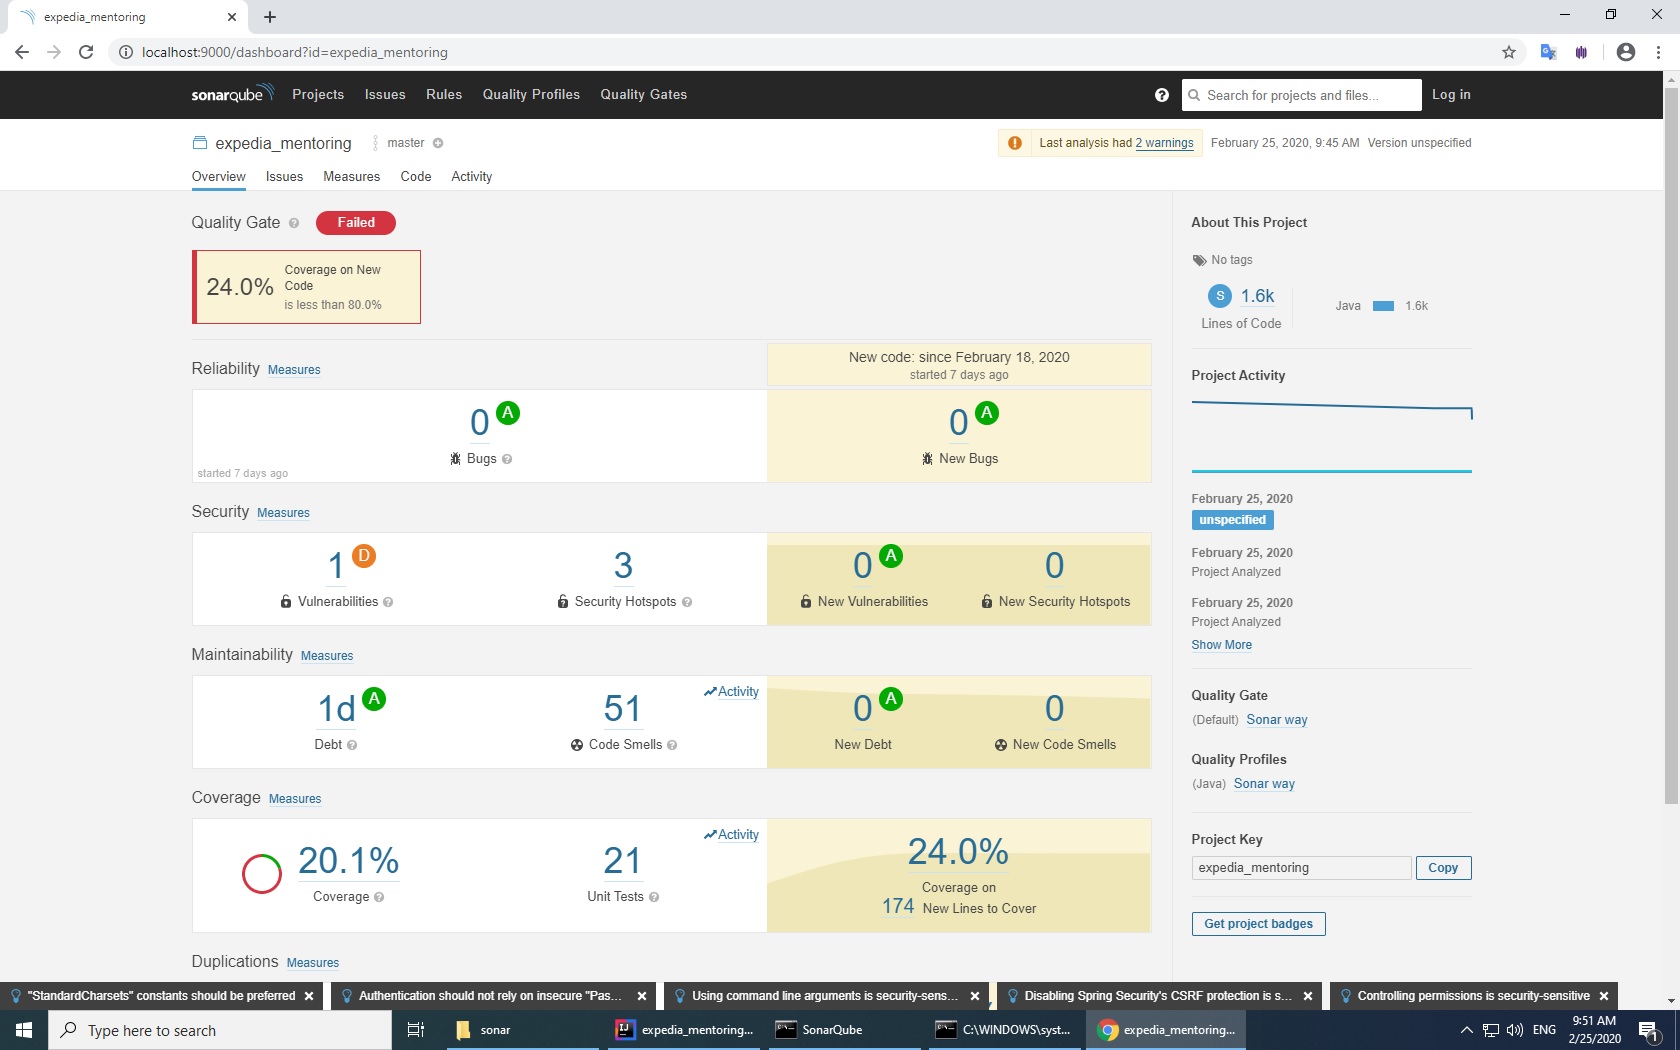 expedia_mentoring
localhost:9000/dashboard?id=expedia_mentoring
sonarqube Projects Issues Rules Quality Profiles Quality Gates Search for projects and files... Log in
expedia_mentoring master Last analysis had 2 warnings February 25, 2020, 9:45 AM Version unspecified
Overview Issues Measures Code Activity
Quality Gate Failed
24.0% Coverage on New
Code
is less than 80.0%
Reliability Measures
New code: since February 18, 2020
started 7 days ago
0 A
Bugs
started 7 days ago
0 A
New Bugs
Security Measures
1 D
Vulnerabilities
3
Security Hotspots
0 A
New Vulnerabilities
0
New Security Hotspots
Maintainability Measures
Activity
1d A
Debt
51
Code Smells
0 A
New Debt
0
New Code Smells
Coverage Measures
Activity
20.1%
Coverage
21
Unit Tests
24.0%
Coverage on
174 New Lines to Cover
Duplications Measures
About This Project
No tags
S 1.6k
Lines of Code
Java 1.6k
Project Activity
February 25, 2020
unspecified
February 25, 2020
Project Analyzed
February 25, 2020
Project Analyzed
Show More
Quality Gate
(Default) Sonar way
Quality Profiles
(Java) Sonar way
Project Key
expedia_mentoring Copy
Get project badges
"StandardCharsets" constants should be preferred
Authentication should not rely on insecure "Pas...
Using command line arguments is security-sens...
Disabling Spring Security's CSRF protection is s...
Controlling permissions is security-sensitive
Type here to search
sonar
expedia_mentoring...
SonarQube
C:\WINDOWS\syst...
expedia_mentoring...
ENG
9:51 AM
2/25/2020
1